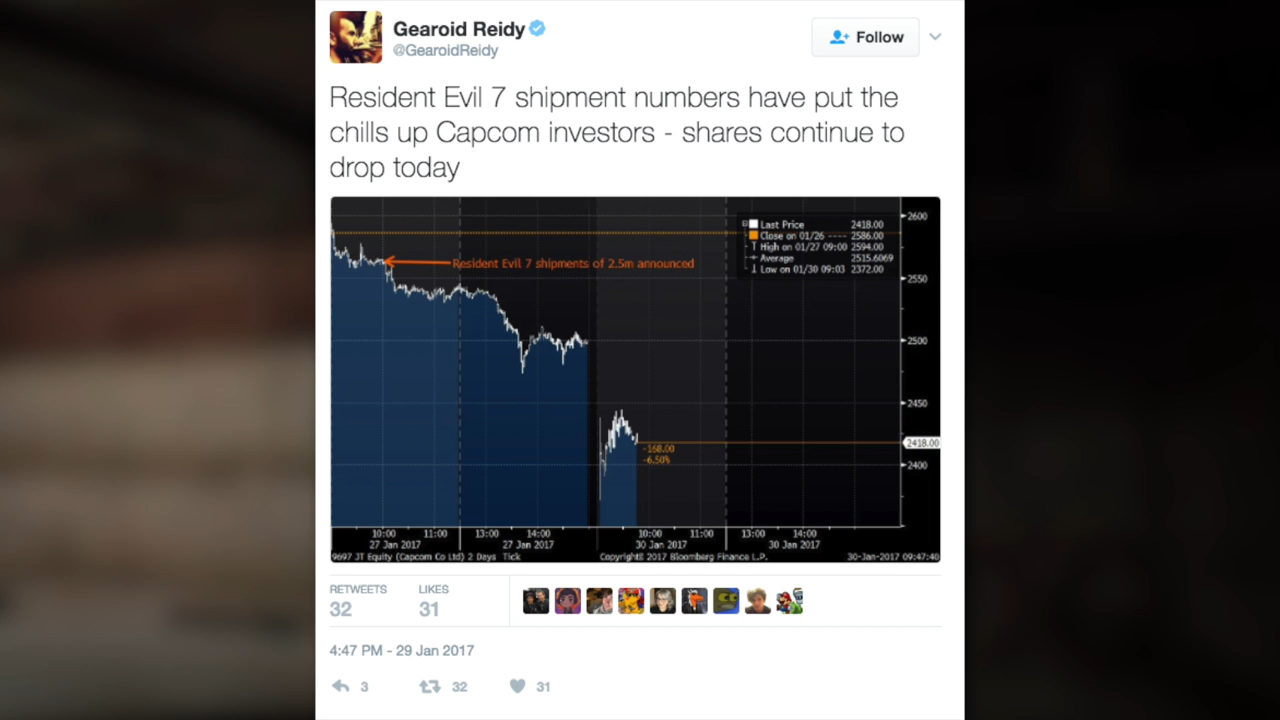 Gearoid Reidy
@GearoidReidy
Follow
Resident Evil 7 shipment numbers have put the
chills up Capcom investors - shares continue to
drop today
Last Price 2418.00
Close on 01/26 ---- 2586.00
High on 01/27 09:00 2594.00
Average 2515.6069
Low on 01/30 09:03 2372.00
Resident Evil 7 shipments of 2.5m announced
2600
2550
2500
2450
2418.00
2400
-168.00
-6.50%
10:00 11:00 13:00 14:00 10:00 11:00 13:00 14:00
27 Jan 2017 27 Jan 2017 30 Jan 2017 30 Jan 2017
9697 JT Equity (Capcom Co Ltd) 2 Days Tick Copyright© 2017 Bloomberg Finance L.P. 30-Jan-2017 09:47:40
RETWEETS LIKES
32 31
4:47 PM - 29 Jan 2017
3 32 31